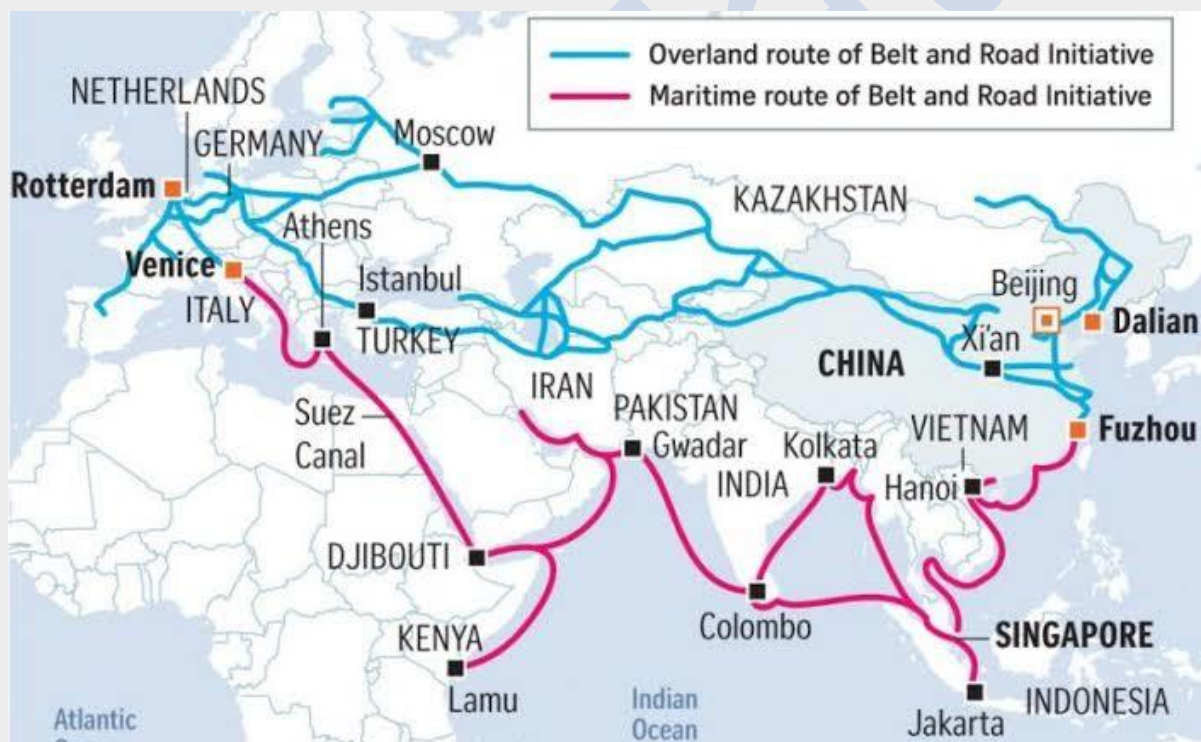 Overland route of Belt and Road Initiative
Maritime route of Belt and Road Initiative
NETHERLANDS
GERMANY
Moscow
Rotterdam
KAZAKHSTAN
Athens
Venice
Istanbul
Beijing
ITALY
TURKEY
Dalian
Xi'an
CHINA
IRAN
Suez
Canal
PAKISTAN
Gwadar
Kolkata
VIETNAM
Fuzhou
INDIA
Hanoi
DJIBOUTI
Colombo
KENYA
SINGAPORE
Lamu
INDONESIA
Jakarta
Indian
Ocean
Atlantic